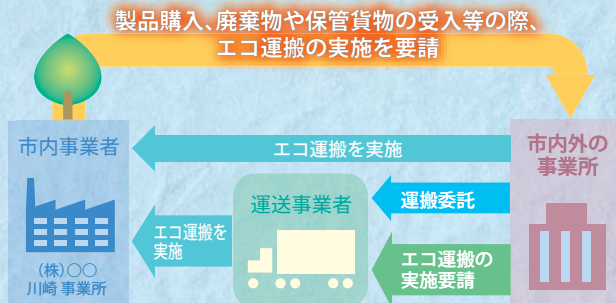 製品購入、廃棄物や保管貨物の受入等の際、
エコ運搬の実施を要請
市内事業者
エコ運搬を実施
市内外の
事業所
運送事業者
運搬委託
エコ運搬を
実施
エコ運搬の
実施要請
(株)〇〇
川崎 事業所